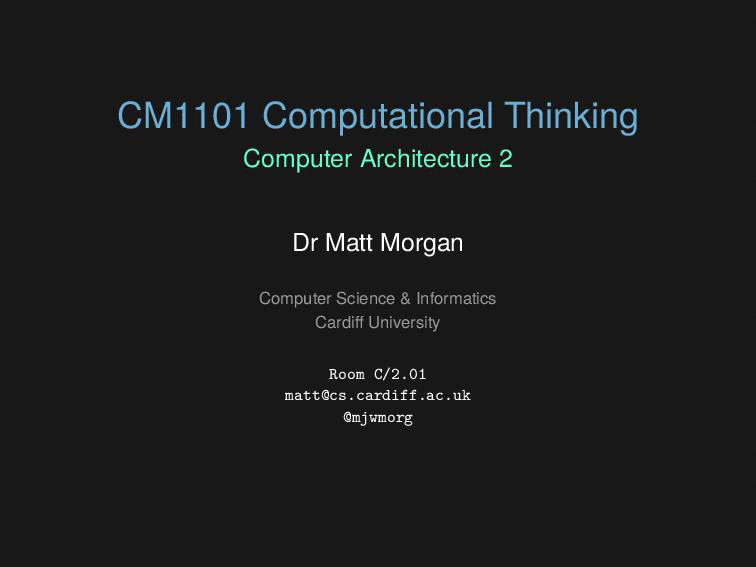 CM1101 Computational Thinking
Computer Architecture 2
Dr Matt Morgan
Computer Science & Informatics
Cardiff University
Room C/2.01
matt@cs.cardiff.ac.uk
@mjwmorg